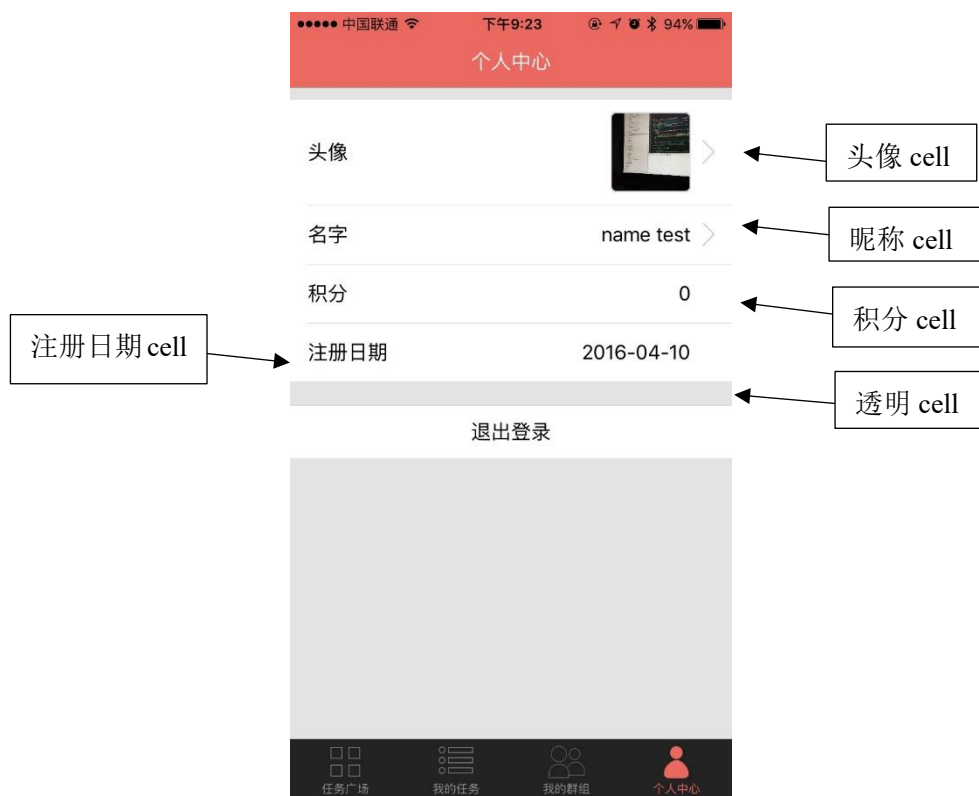 中国联通 下午9:23 94%
个人中心
头像
头像 cell
名字 name test
昵称 cell
积分 0
积分 cell
注册日期 cell
注册日期 2016-04-10
透明 cell
退出登录
任务广场 我的任务 我的群组 个人中心